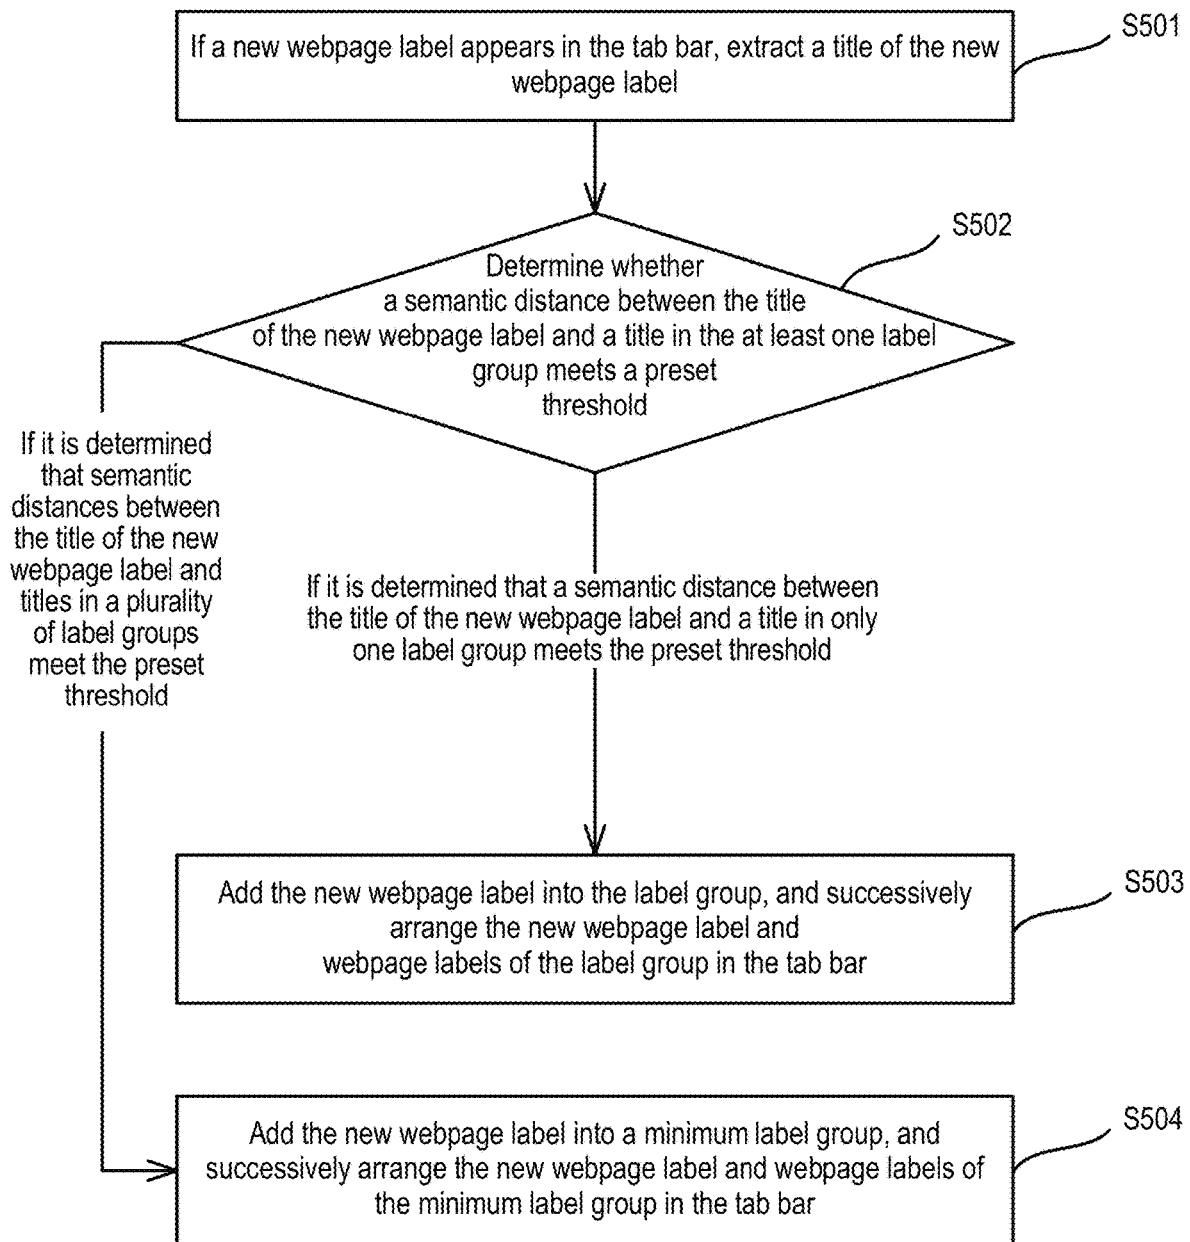 If a new webpage label appears in the tab bar, extract a title of the new
webpage label
S501
Determine whether
a semantic distance between the title
of the new webpage label and a title in the at least one label
group meets a preset
threshold
S502
If it is determined
that semantic
distances between
the title of the new
webpage label and
titles in a plurality
of label groups
meet the preset
threshold
If it is determined that a semantic distance between
the title of the new webpage label and a title in only
one label group meets the preset threshold
Add the new webpage label into the label group, and successively
arrange the new webpage label and
webpage labels of the label group in the tab bar
S503
Add the new webpage label into a minimum label group, and
successively arrange the new webpage label and webpage labels of
the minimum label group in the tab bar
S504